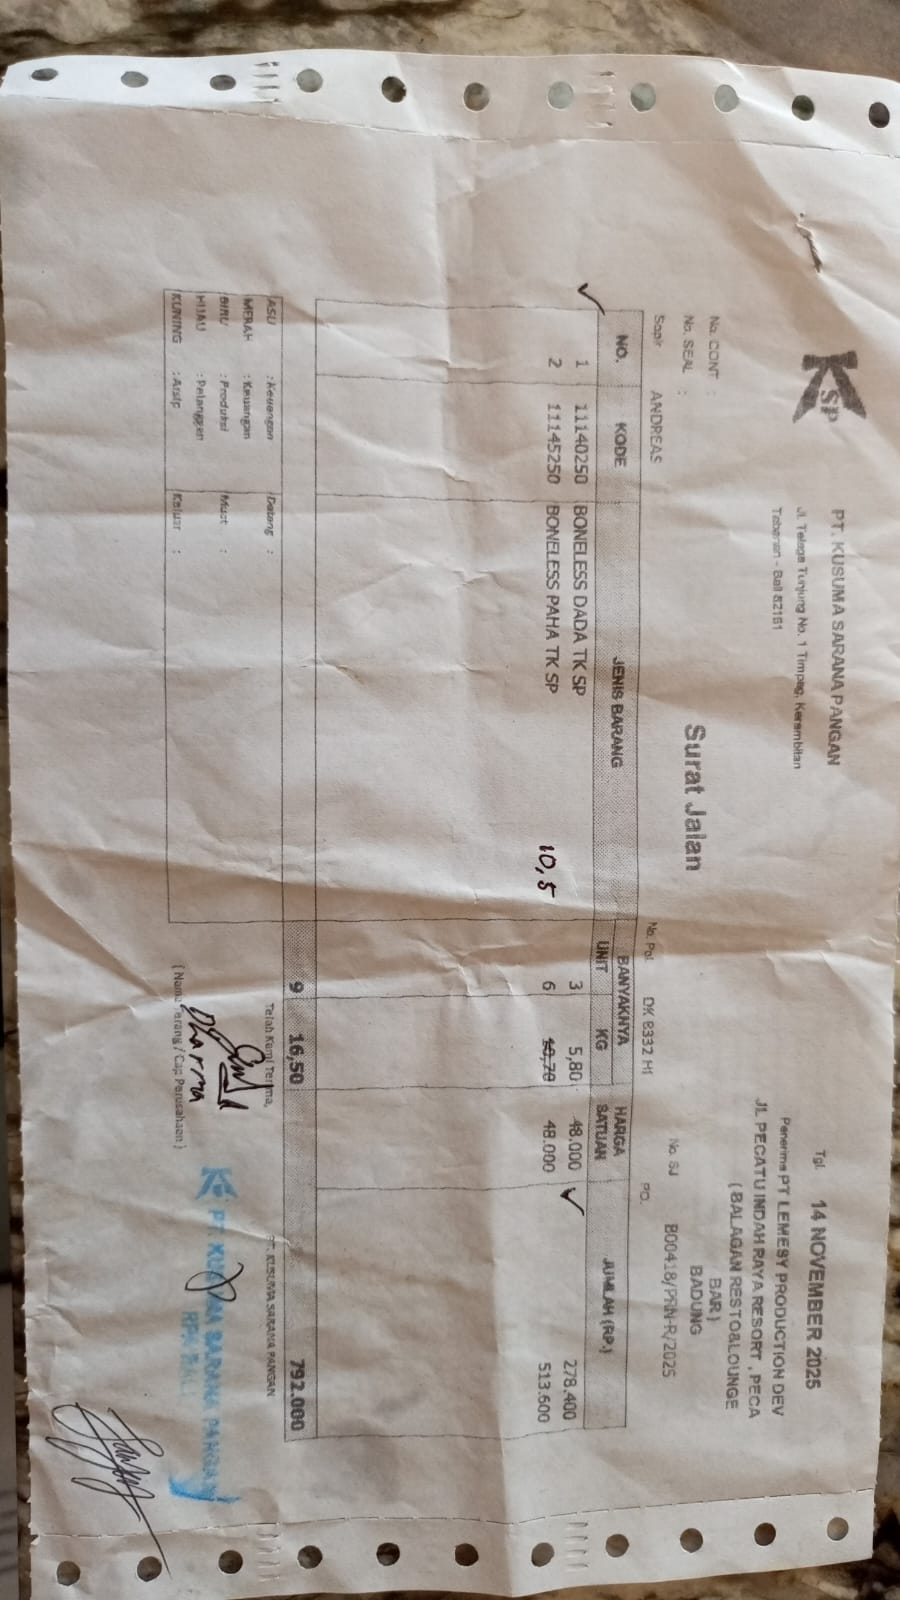 KSP
PT. KUSUMA SARANA PANGAN
Jl. Telaga Tunjung No. 1 Timpag, Kerambitan
Tabanan - Bali 82161
Tgl. 14 NOVEMBER 2025
Penerima PT LEMESY PRODUCTION DEV
JL PECATU INDAH RAYA RESORT , PECA
( BALAGAN RESTO&LOUNGE
BAR)
BADUNG
Surat Jalan
No. CONT :
No. SEAL :
No. SJ B00418/PRN-R/2025
Sopir ANDREAS
No. Pol. DK 8332 HI
PO.
NO. KODE JENIS BARANG BANYAKNYA HARGA SATUAN JUMLAH (RP.)
UNIT KG
1 11140250 BONELESS DADA TK SP 3 5,80 48.000 278.400
2 11145250 BONELESS PAHA TK SP 6 10,70 48.000 513.600
10,5
9 16,50 792.000
ASLI : Keuangan
MERAH : Keuangan
BIRU : Produksi
HIJAU : Pelanggan
KUNING : Arsip
Datang :
Muat :
Keluar :
Telah Kami Terima,
Dharma
( Nama Terang / Cap Perusahaan )
PT. KUSUMA SARANA PANGAN
PT. KUSUMA SARANA PANGAN
RPA BALI